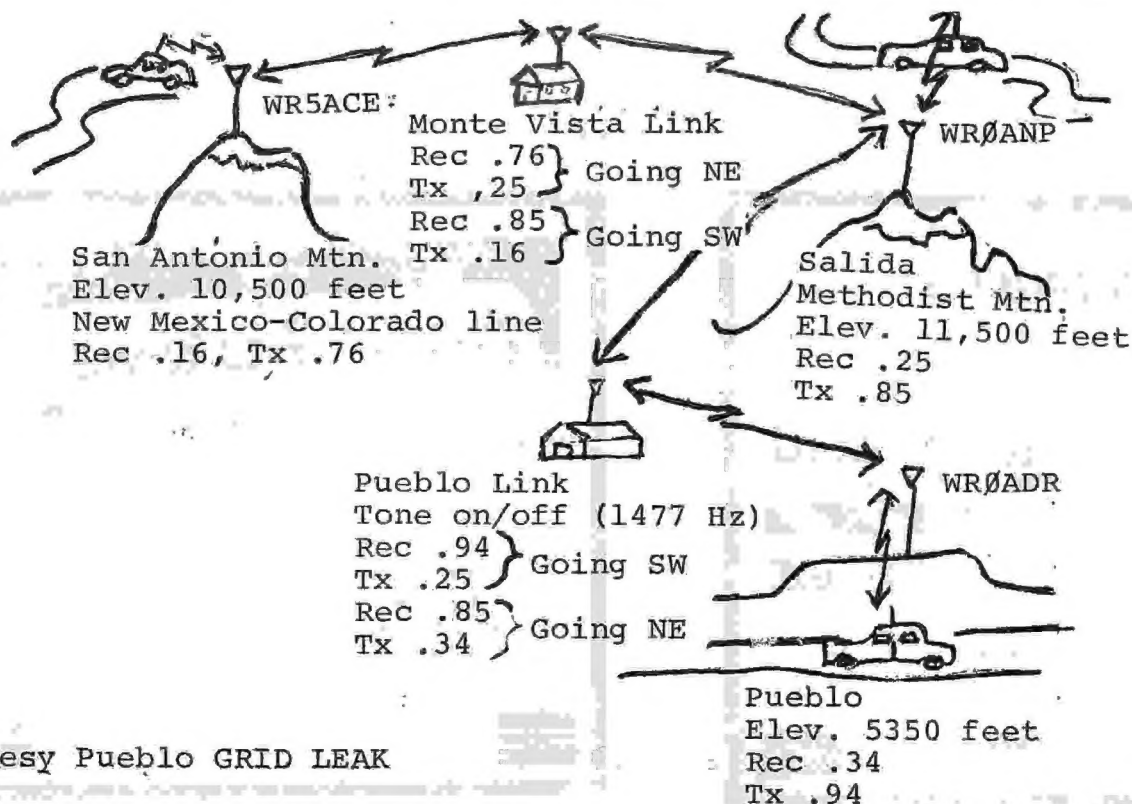 WR5ACE
Monte Vista Link
Rec .76
Tx ,25
Going NE
Rec .85
Tx .16
Going SW
WRØANP
San Antonio Mtn.
Elev. 10,500 feet
New Mexico-Colorado line
Rec .16, Tx .76
Salida
Methodist Mtn.
Elev. 11,500 feet
Rec .25
Tx .85
Pueblo Link
Tone on/off (1477 Hz)
Rec .94
Tx .25
Going SW
Rec .85
Tx .34
Going NE
WRØADR
Pueblo
Elev. 5350 feet
Rec .34
Tx .94
esy Pueblo GRID LEAK